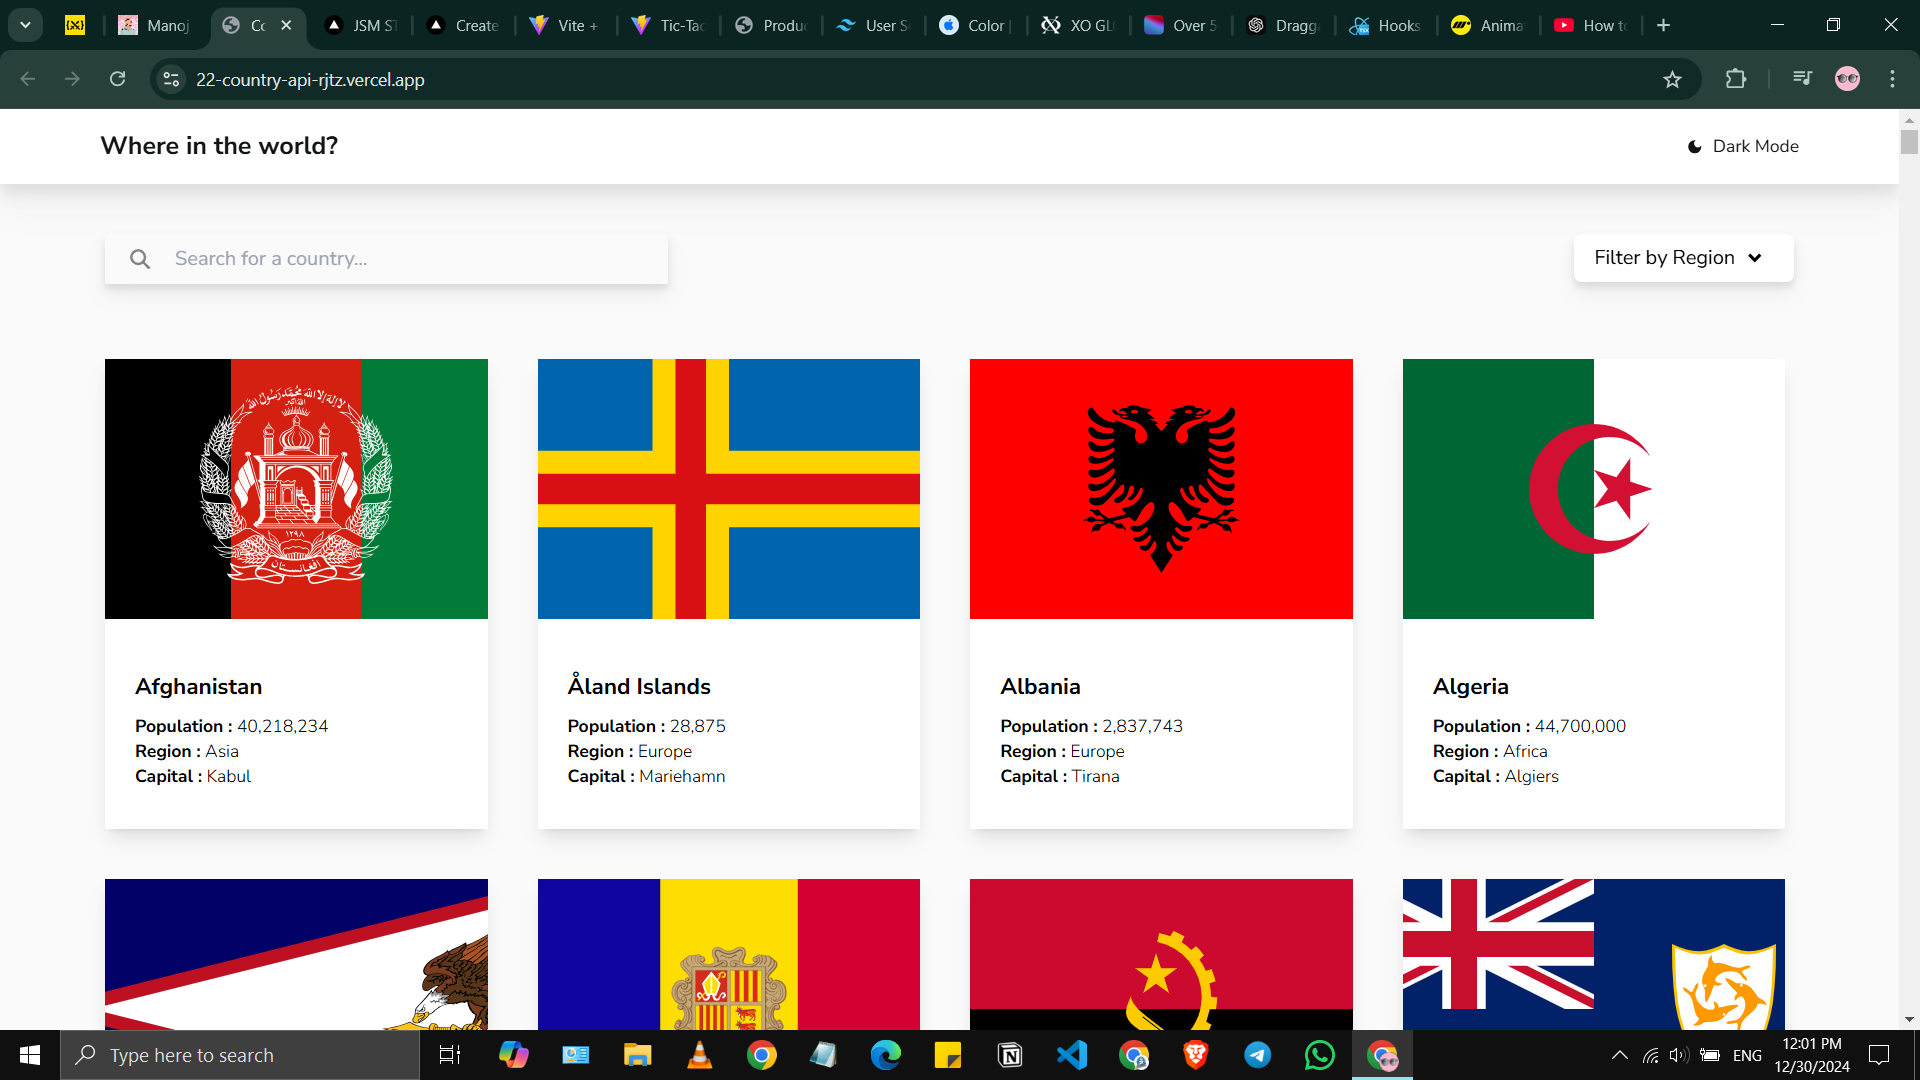 Manoj
Co
JSM ST
Create
Vite +
Tic-Tac
Produc
User S
Color
XO GL
Over 5
Dragga
Hooks
Anima
How to
22-country-api-rjtz.vercel.app
Where in the world?
Dark Mode
Search for a country...
Filter by Region
Afghanistan
Population : 40,218,234
Region : Asia
Capital : Kabul
Åland Islands
Population : 28,875
Region : Europe
Capital : Mariehamn
Albania
Population : 2,837,743
Region : Europe
Capital : Tirana
Algeria
Population : 44,700,000
Region : Africa
Capital : Algiers
Type here to search
ENG
12:01 PM
12/30/2024